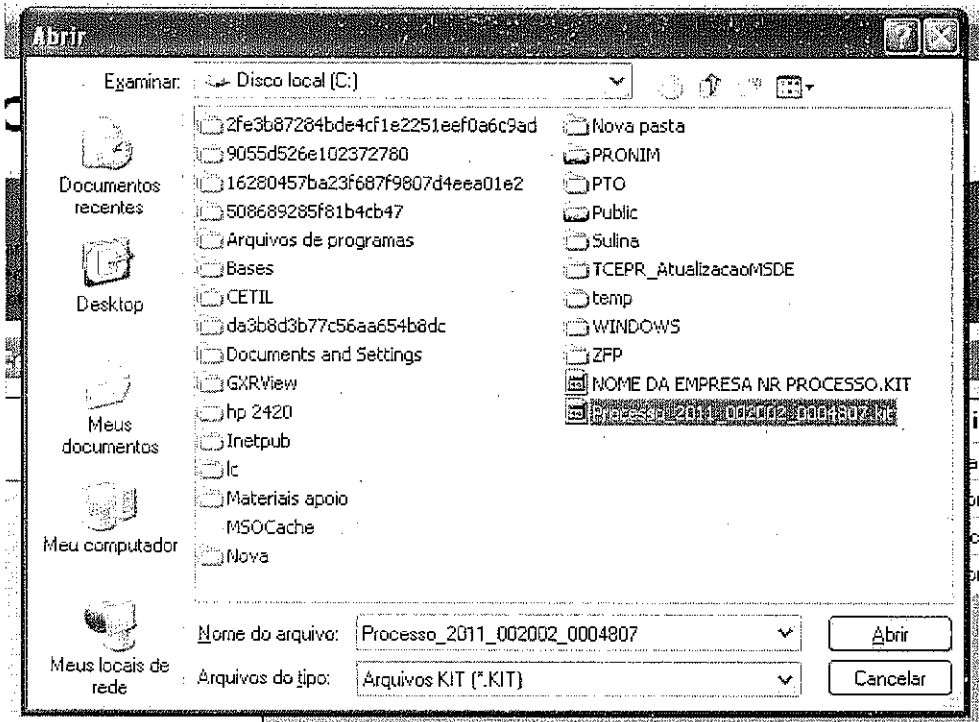 Abrir
Examinar: Disco local (C:)
Documentos
recentes
Desktop
Meus
documentos
Meu computador
Meus locais de
rede
2fe3b87284bde4cf1e2251eef0a6c9ad
9055d526e102372780
16280457ba23f687f9807d4eea01e2
508689285f81b4cb47
Arquivos de programas
Bases
CETIL
da3b8d3b77c56aa654b8dc
Documents and Settings
GXRView
hp 2420
Inetpub
lc
Materiais apoio
MSOCache
Nova
Nova pasta
PRONIM
PTO
Public
Sulina
TCEPR_AtualizacaoMSDE
temp
WINDOWS
ZFP
NOME DA EMPRESA NR PROCESSO.KIT
Processo_2011_002002_0004807.kit
Nome do arquivo: Processo_2011_002002_0004807 Abrir
Arquivos do tipo: Arquivos KIT (*.KIT) Cancelar